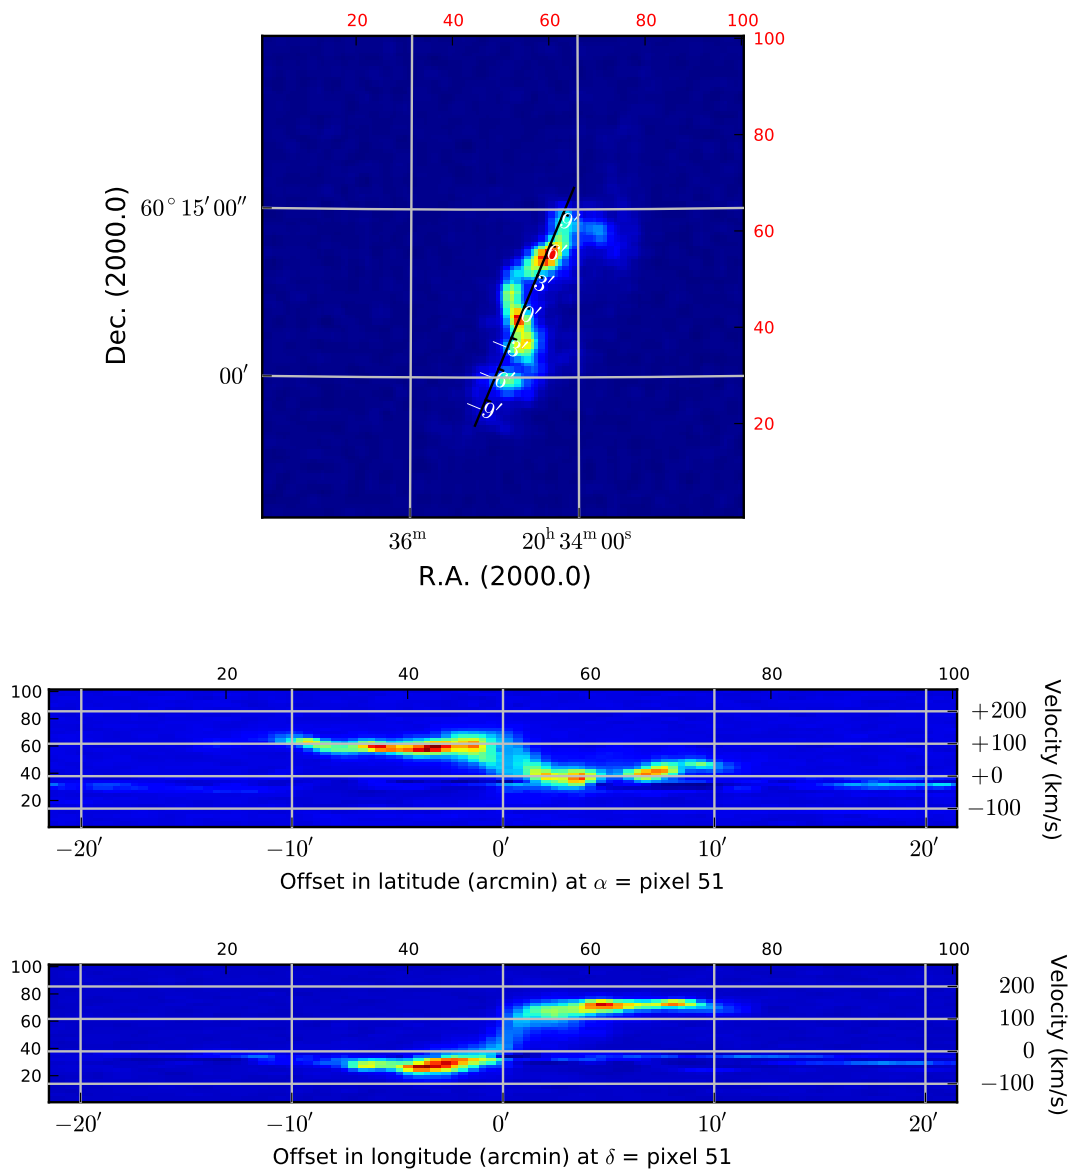 20 40 60 80 100
100
80
60° 15′ 00″
60
9′
6′
3′
40
0′
−3′
00′
−6′
−9′
20
Dec. (2000.0)
36ᵐ 20ʰ 34ᵐ 00ˢ
R.A. (2000.0)
20 40 60 80 100
100
80
60
40
20
+200
+100
+0
−100
Velocity (km/s)
−20′ −10′ 0′ 10′ 20′
Offset in latitude (arcmin) at α = pixel 51
20 40 60 80 100
100
80
60
40
20
200
100
0
−100
Velocity (km/s)
−20′ −10′ 0′ 10′ 20′
Offset in longitude (arcmin) at δ = pixel 51